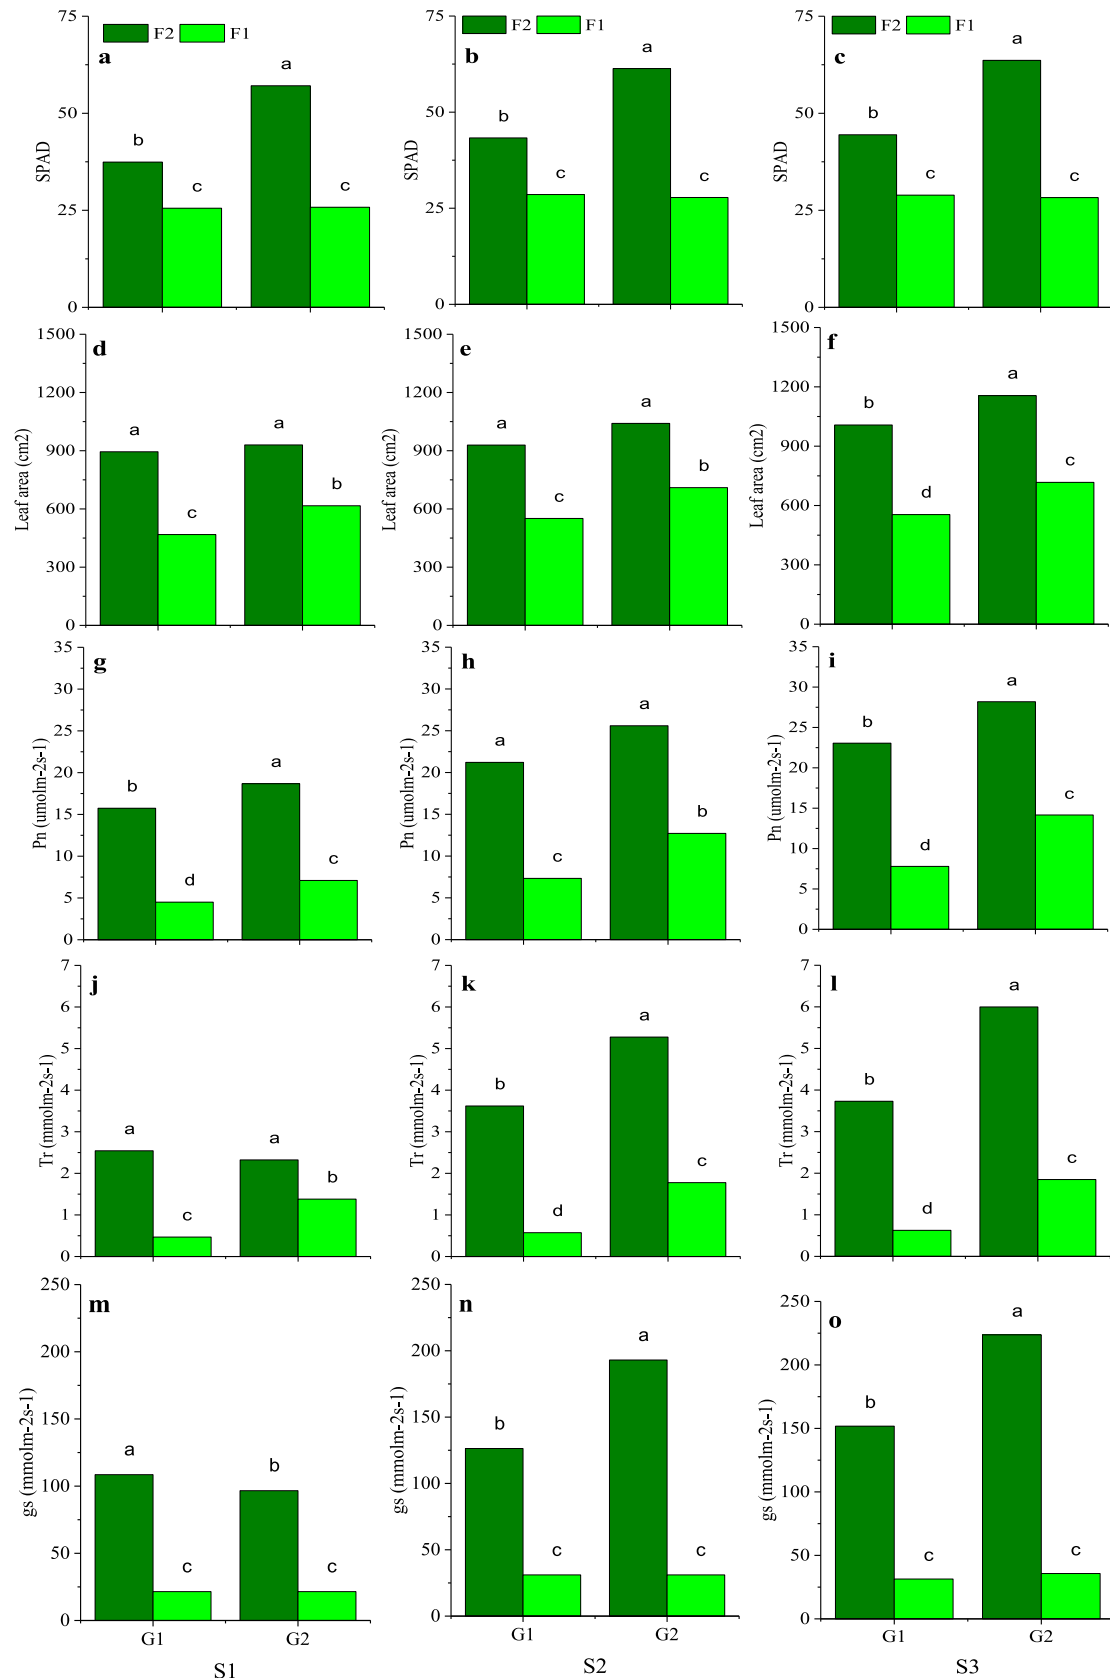 F2 F1
a
SPAD
75
50
25
0
b
c
a
c
F2 F1
b
SPAD
75
50
25
0
b
c
a
c
F2 F1
c
SPAD
75
50
25
0
b
c
a
c
d
Leaf area (cm2)
1500
1200
900
600
300
0
a
c
a
b
e
Leaf area (cm2)
1500
1200
900
600
300
0
a
c
a
b
f
Leaf area (cm2)
1500
1200
900
600
300
0
b
d
a
c
g
Pn (umolm-2s-1)
35
30
25
20
15
10
5
0
b
d
a
c
h
Pn (umolm-2s-1)
35
30
25
20
15
10
5
0
a
c
a
b
i
Pn (umolm-2s-1)
35
30
25
20
15
10
5
0
b
d
a
c
j
Tr (mmolm-2s-1)
7
6
5
4
3
2
1
0
a
c
a
b
k
Tr (mmolm-2s-1)
7
6
5
4
3
2
1
0
b
d
a
c
l
Tr (mmolm-2s-1)
7
6
5
4
3
2
1
0
b
d
a
c
m
gs (mmolm-2s-1)
250
200
150
100
50
0
a
c
b
c
G1 G2
S1
n
gs (mmolm-2s-1)
250
200
150
100
50
0
b
c
a
c
G1 G2
S2
o
gs (mmolm-2s-1)
250
200
150
100
50
0
b
c
a
c
G1 G2
S3